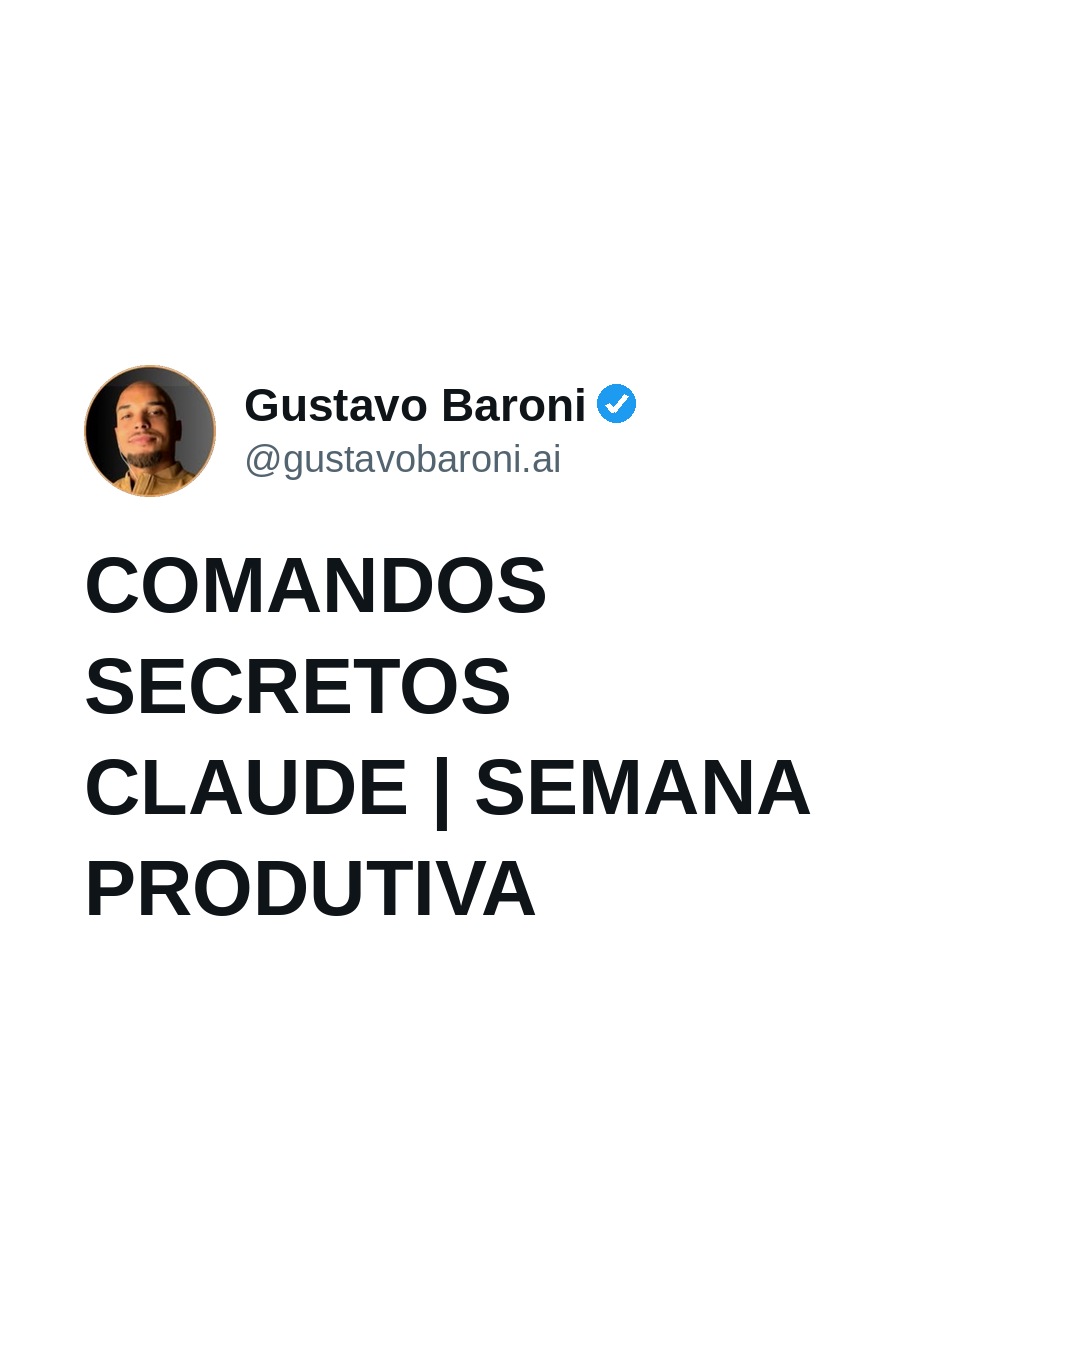 Gustavo Baroni
@gustavobaroni.ai
COMANDOS
SECRETOS
CLAUDE | SEMANA
PRODUTIVA